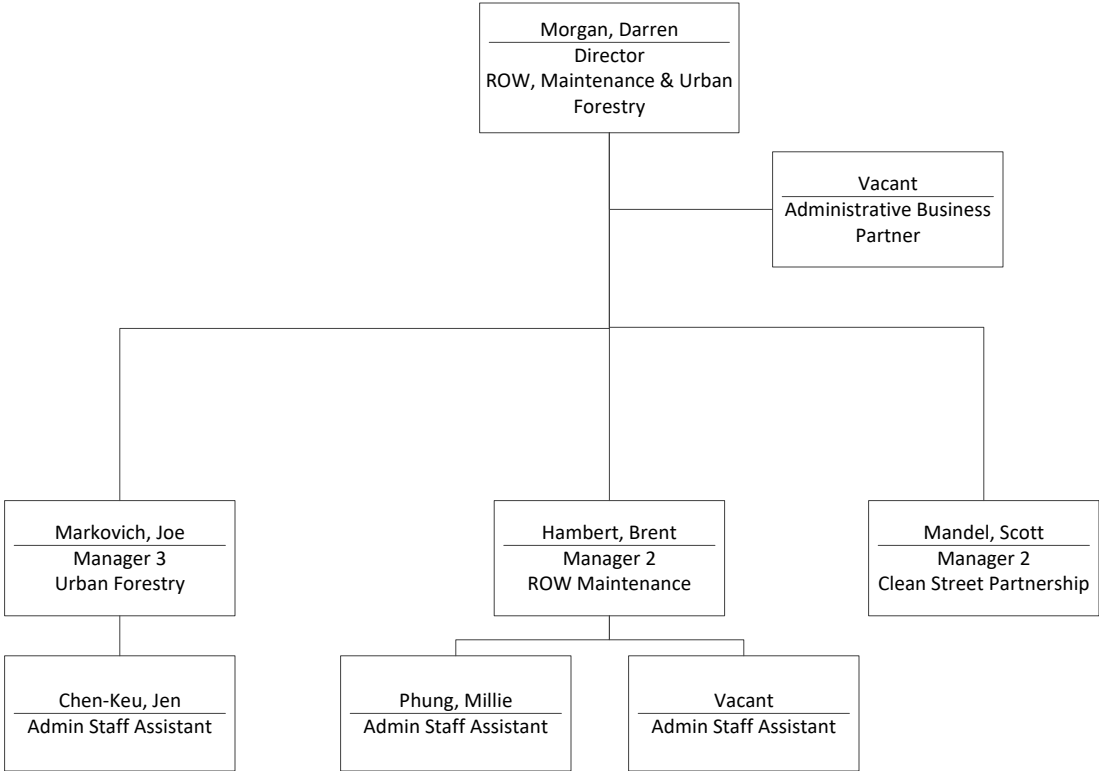 Morgan, Darren
Director
ROW, Maintenance & Urban
Forestry
Vacant
Administrative Business
Partner
Markovich, Joe
Manager 3
Urban Forestry
Hambert, Brent
Manager 2
ROW Maintenance
Mandel, Scott
Manager 2
Clean Street Partnership
Chen-Keu, Jen
Admin Staff Assistant
Phung, Millie
Admin Staff Assistant
Vacant
Admin Staff Assistant